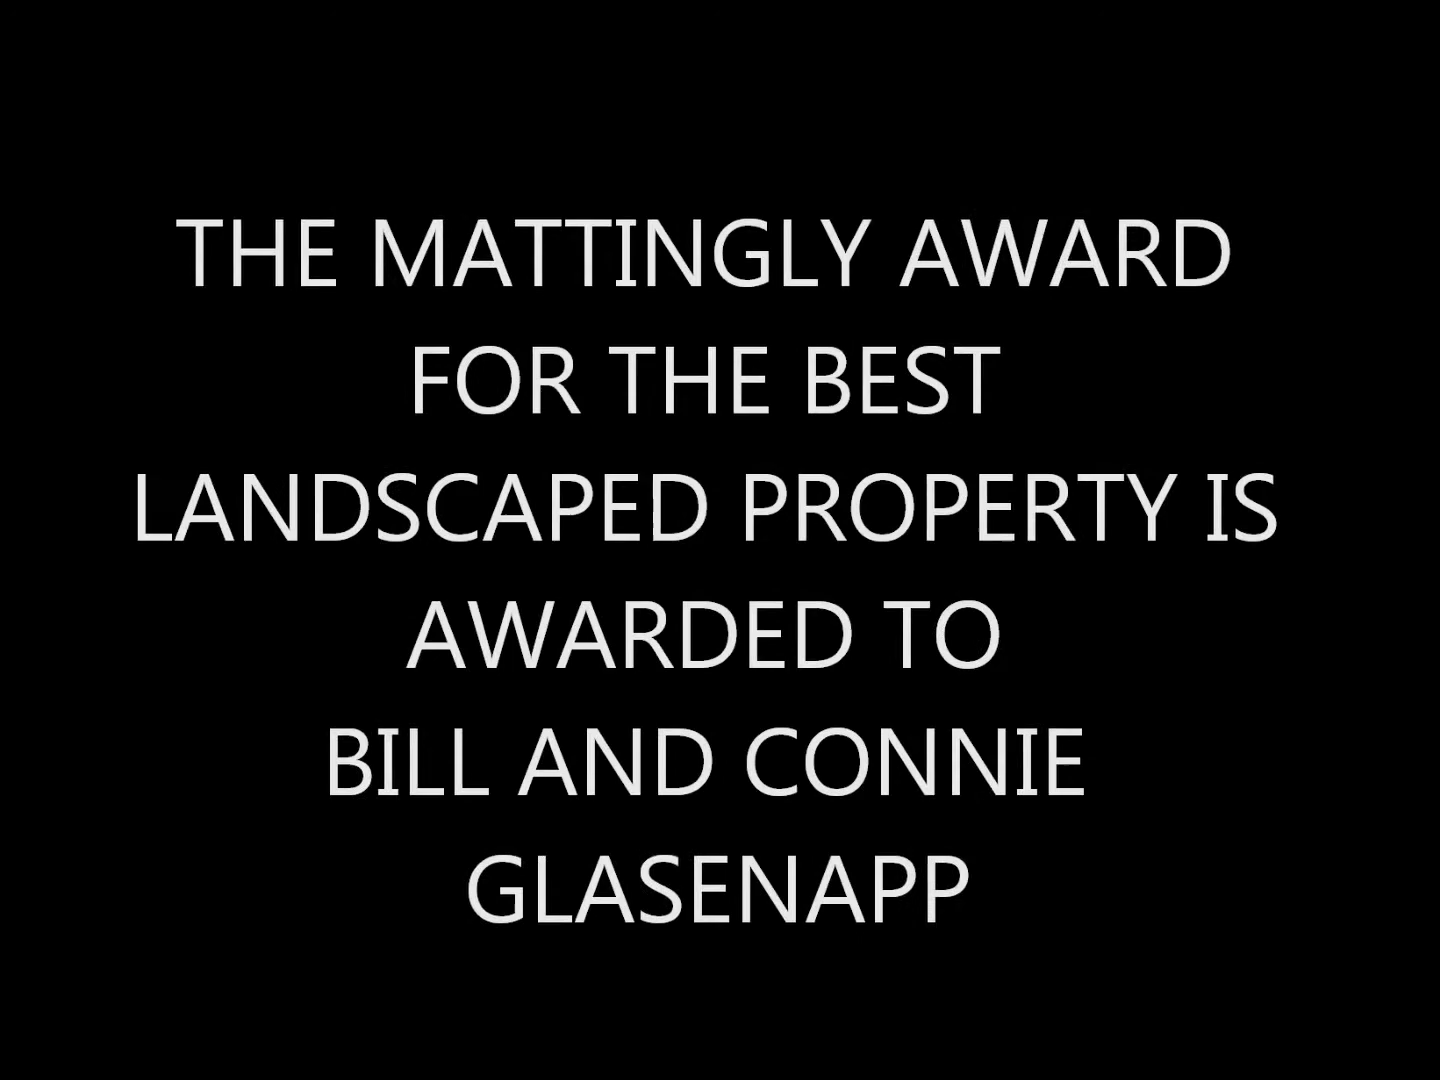 THE MATTINGLY AWARD
FOR THE BEST
LANDSCAPED PROPERTY IS
AWARDED TO
BILL AND CONNIE
GLASENAPP